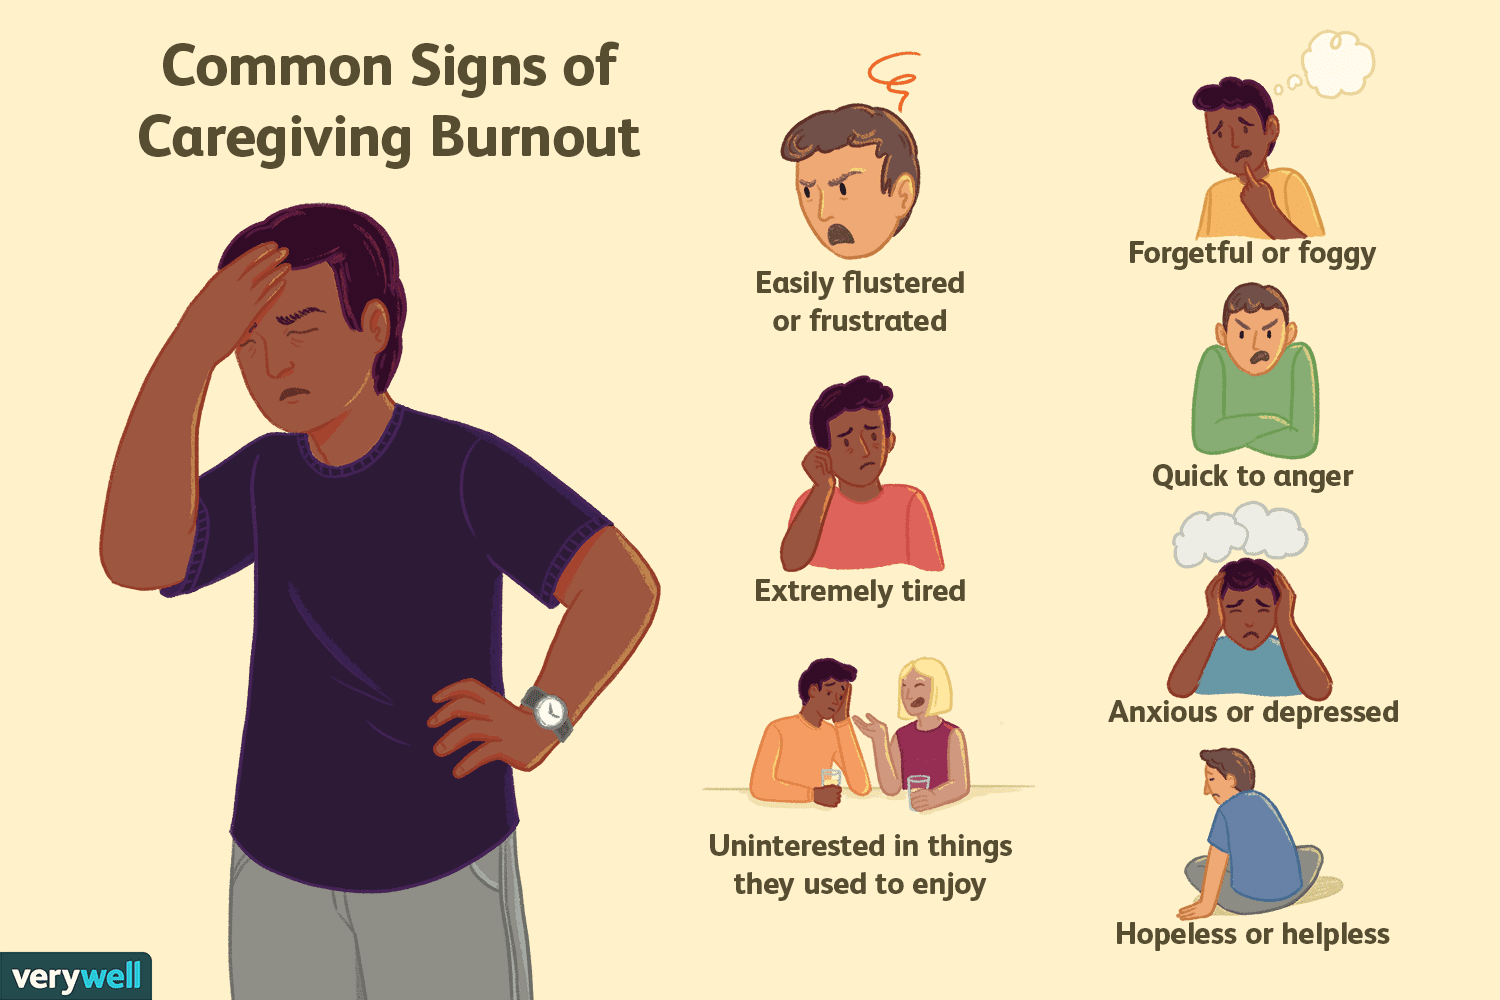 Common Signs of
Caregiving Burnout
Easily flustered
or frustrated
Extremely tired
Uninterested in things
they used to enjoy
Forgetful or foggy
Quick to anger
Anxious or depressed
Hopeless or helpless
verywell